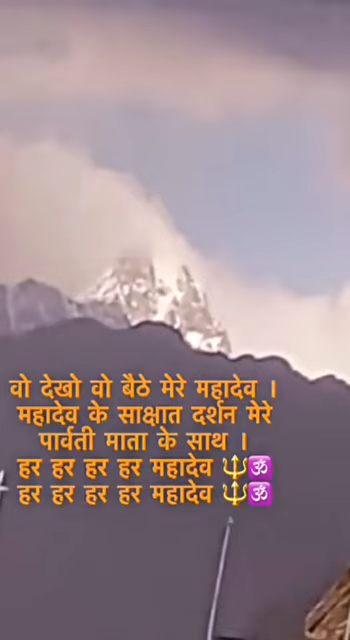 वो देखो वो बैठे मेरे महादेव ।
महादेव के साक्षात दर्शन मेरे
पार्वती माता के साथ ।
हर हर हर हर महादेव 🔱🕉️
हर हर हर हर महादेव 🔱🕉️